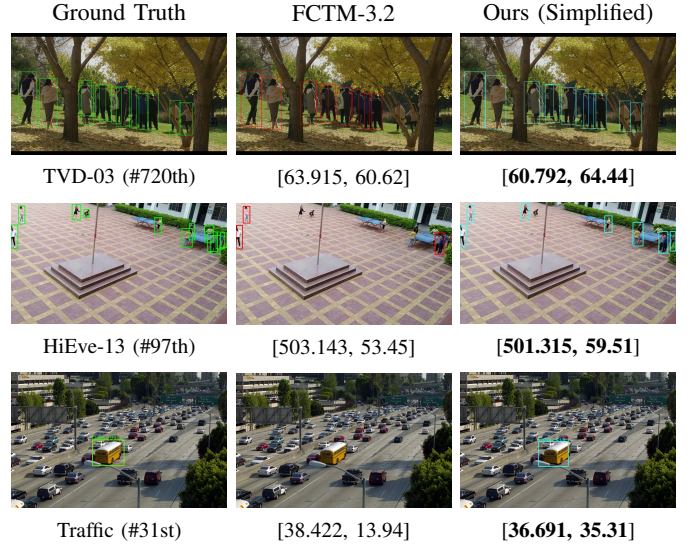 Ground Truth FCTM-3.2 Ours (Simplified)
TVD-03 (#720th) [63.915, 60.62] [60.792, 64.44]
HiEve-13 (#97th) [503.143, 53.45] [501.315, 59.51]
Traffic (#31st) [38.422, 13.94] [36.691, 35.31]